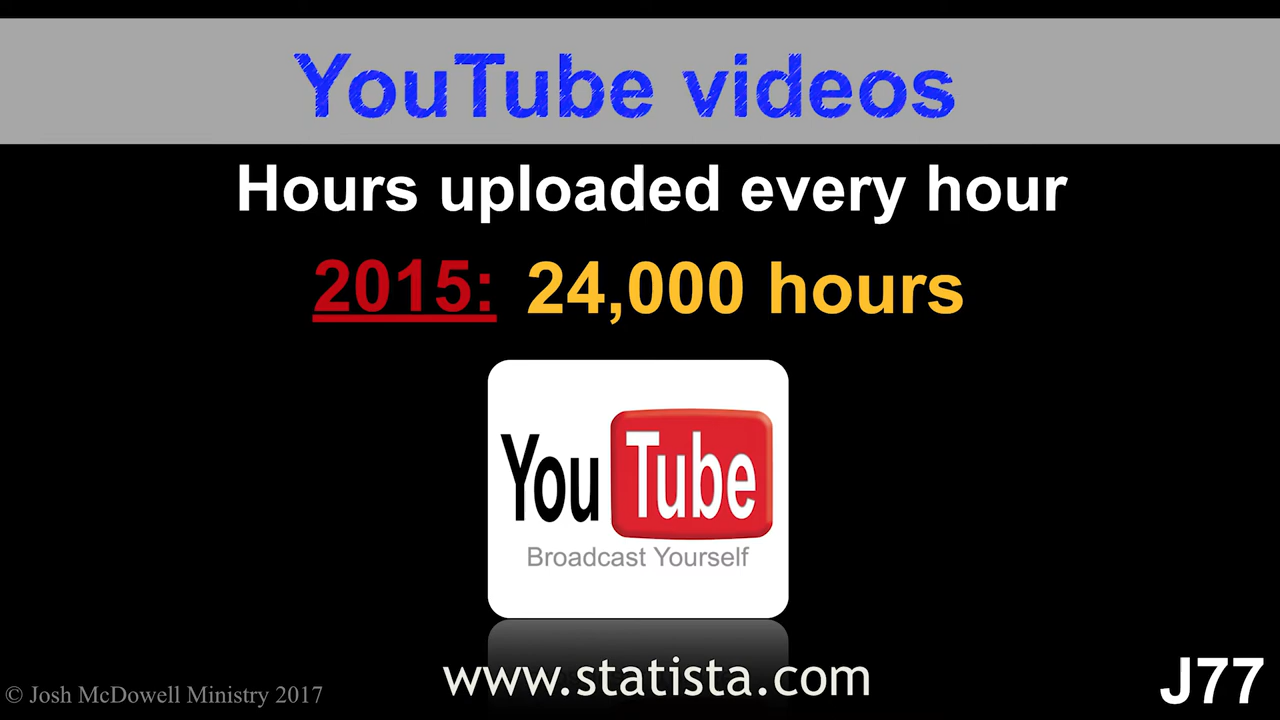 YouTube videos
Hours uploaded every hour
2015: 24,000 hours
YouTube
Broadcast Yourself
www.statista.com
© Josh McDowell Ministry 2017
J77